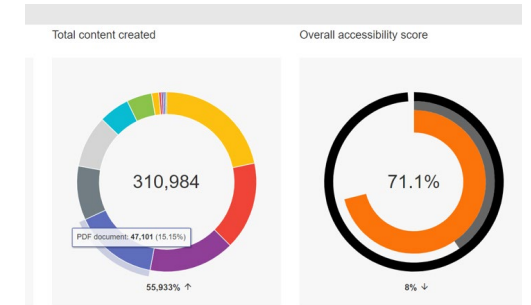 Total content created
Overall accessibility score
310,984
71.1%
PDF document: 47,101 (15.15%)
55,933% ↑
8% ↓